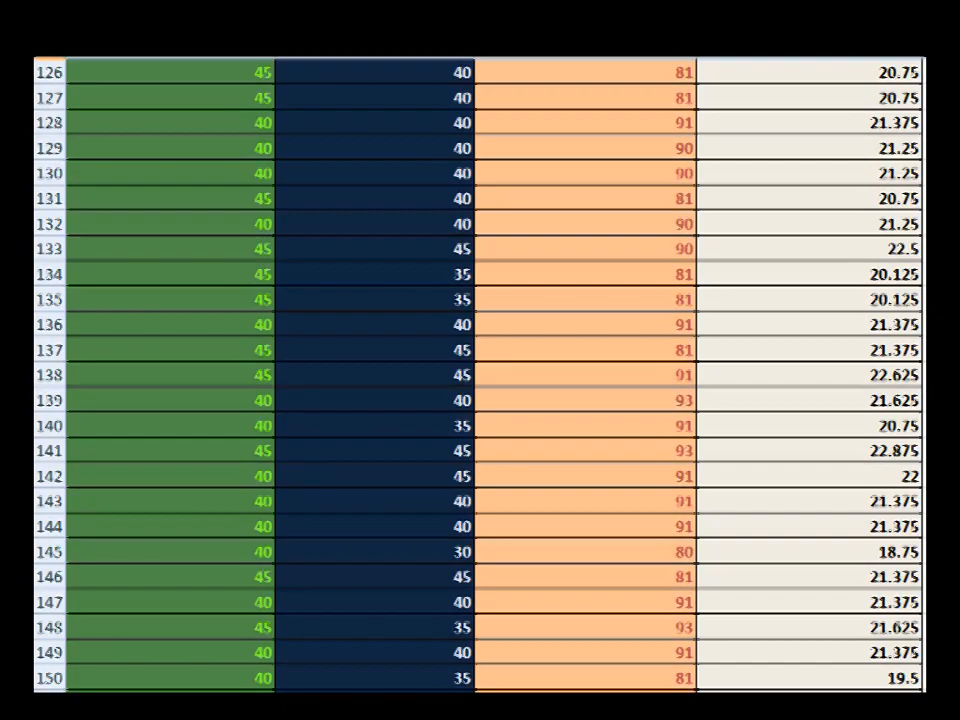 126 45 40 81 20.75
127 45 40 81 20.75
128 40 40 91 21.375
129 40 40 90 21.25
130 40 40 90 21.25
131 45 40 81 20.75
132 40 40 90 21.25
133 45 45 90 22.5
134 45 35 81 20.125
135 45 35 81 20.125
136 40 40 91 21.375
137 45 45 81 21.375
138 45 45 91 22.625
139 40 40 93 21.625
140 40 35 91 20.75
141 45 45 93 22.875
142 40 45 91 22
143 40 40 91 21.375
144 40 40 91 21.375
145 40 30 80 18.75
146 45 45 81 21.375
147 40 40 91 21.375
148 45 35 93 21.625
149 40 40 91 21.375
150 40 35 81 19.5